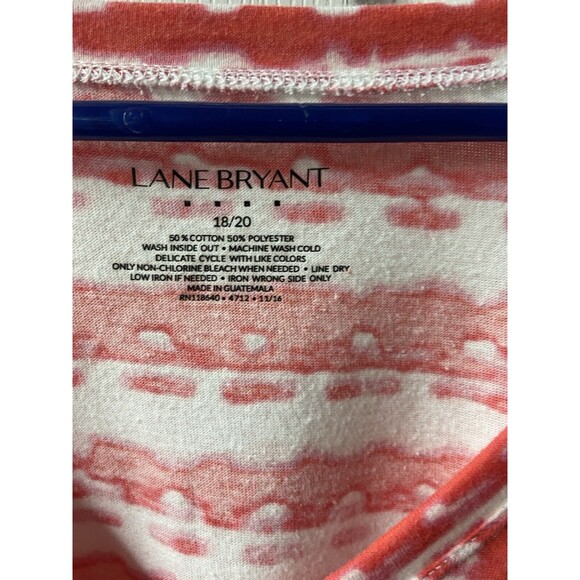 LANE BRYANT
18/20
50% COTTON 50% POLYESTER
WASH INSIDE OUT • MACHINE WASH COLD
DELICATE CYCLE WITH LIKE COLORS
ONLY NON-CHLORINE BLEACH WHEN NEEDED • LINE DRY
LOW IRON IF NEEDED • IRON WRONG SIDE ONLY
MADE IN GUATEMALA
RN118640 • 4712 • 11/16